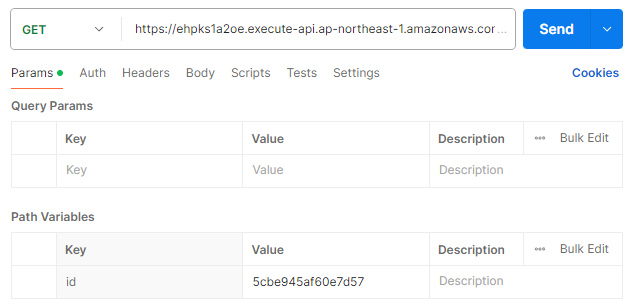 GET https://ehpks1a2oe.execute-api.ap-northeast-1.amazonaws.cor... Send
Params Auth Headers Body Scripts Tests Settings Cookies
Query Params
Key Value Description Bulk Edit
Key Value Description
Path Variables
Key Value Description Bulk Edit
id 5cbe945af60e7d57 Description